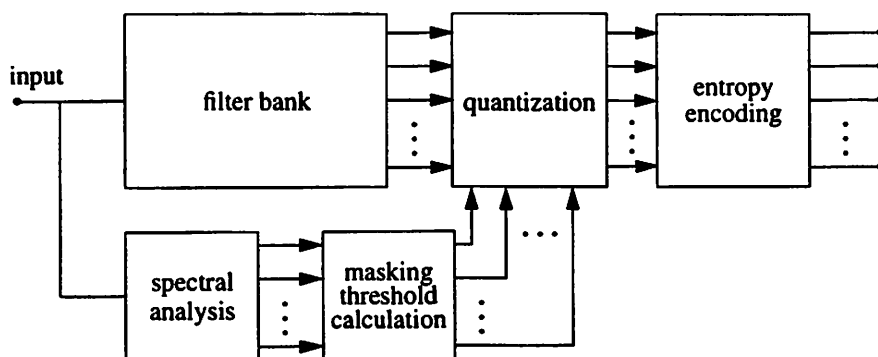 input
filter bank
quantization
entropy
encoding
spectral
analysis
masking
threshold
calculation